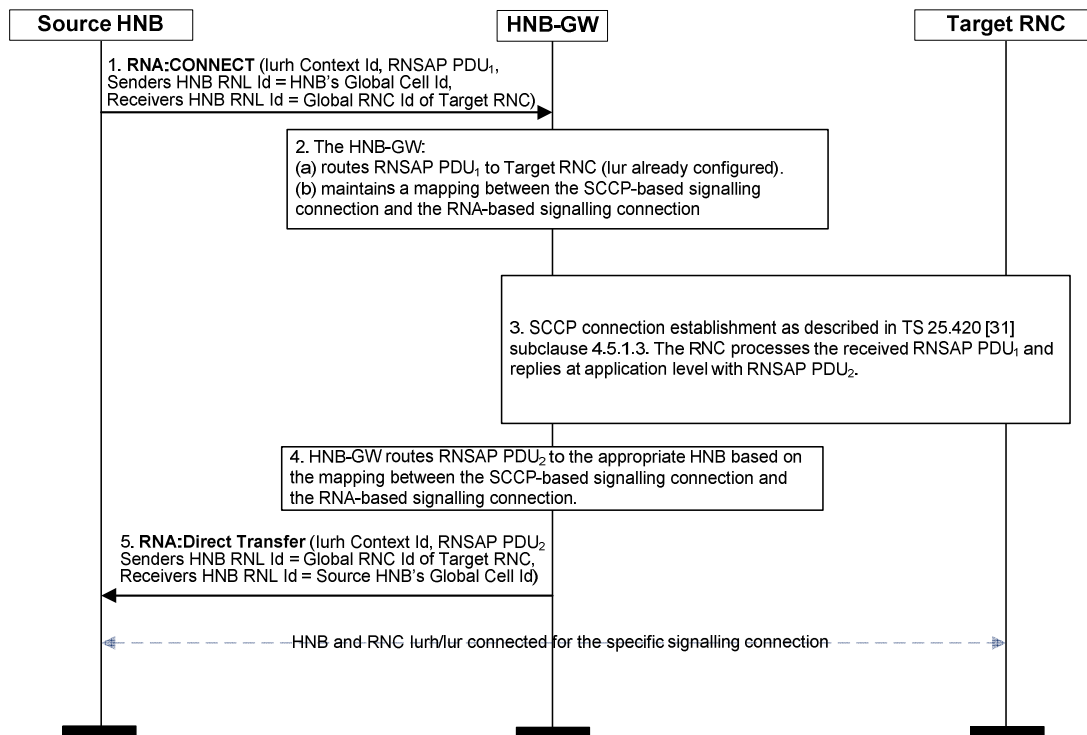 Source HNB
HNB-GW
Target RNC
1. RNA:CONNECT (Iurh Context Id, RNSAP PDU₁,
Senders HNB RNL Id = HNB's Global Cell Id,
Receivers HNB RNL Id = Global RNC Id of Target RNC)
2. The HNB-GW:
(a) routes RNSAP PDU₁ to Target RNC (Iur already configured).
(b) maintains a mapping between the SCCP-based signalling
connection and the RNA-based signalling connection
3. SCCP connection establishment as described in TS 25.420 [31]
subclause 4.5.1.3. The RNC processes the received RNSAP PDU₁ and
replies at application level with RNSAP PDU₂.
4. HNB-GW routes RNSAP PDU₂ to the appropriate HNB based on
the mapping between the SCCP-based signalling connection and
the RNA-based signalling connection.
5. RNA:Direct Transfer (Iurh Context Id, RNSAP PDU₂
Senders HNB RNL Id = Global RNC Id of Target RNC,
Receivers HNB RNL Id = Source HNB's Global Cell Id)
HNB and RNC Iurh/Iur connected for the specific signalling connection